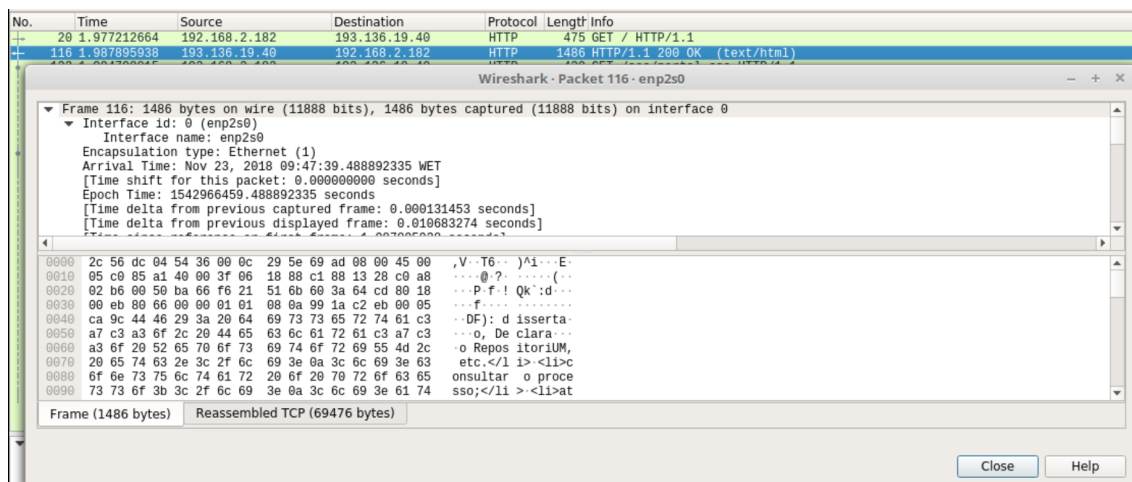 No. Time Source Destination Protocol Length Info
20 1.977212664 192.168.2.182 193.136.19.40 HTTP 475 GET / HTTP/1.1
116 1.987895938 193.136.19.40 192.168.2.182 HTTP 1486 HTTP/1.1 200 OK (text/html)
Wireshark · Packet 116 · enp2s0
Frame 116: 1486 bytes on wire (11888 bits), 1486 bytes captured (11888 bits) on interface 0
Interface id: 0 (enp2s0)
Interface name: enp2s0
Encapsulation type: Ethernet (1)
Arrival Time: Nov 23, 2018 09:47:39.488892335 WET
[Time shift for this packet: 0.000000000 seconds]
Epoch Time: 1542966459.488892335 seconds
[Time delta from previous captured frame: 0.000131453 seconds]
[Time delta from previous displayed frame: 0.010683274 seconds]
0000 2c 56 dc 04 54 36 00 0c 29 5e 69 ad 08 00 45 00 ,V··T6·· )^i···E·
0010 05 c0 85 a1 40 00 3f 06 18 88 c1 88 13 28 c0 a8 ····@·?· ·····(··
0020 02 b6 00 50 ba 66 f6 21 51 6b 60 3a 64 cd 80 18 ···P·f·! Qk`:d···
0030 00 eb 80 66 00 00 01 01 08 0a 99 1a c2 eb 00 05 ···f···· ········
0040 ca 9c 44 46 29 3a 20 64 69 73 73 65 72 74 61 c3 ··DF): d isserta·
0050 a7 c3 a3 6f 2c 20 44 65 63 6c 61 72 61 c3 a7 c3 ···o, De clara···
0060 a3 6f 20 52 65 70 6f 73 69 74 6f 72 69 55 4d 2c ·o Repos itoriUM,
0070 20 65 74 63 2e 3c 2f 6c 69 3e 0a 3c 6c 69 3e 63 etc.</l i>·<li>c
0080 6f 6e 73 75 6c 74 61 72 20 6f 20 70 72 6f 63 65 onsultar o proce
0090 73 73 6f 3b 3c 2f 6c 69 3e 0a 3c 6c 69 3e 61 74 sso;</li >·<li>at
Frame (1486 bytes) Reassembled TCP (69476 bytes)
Close Help